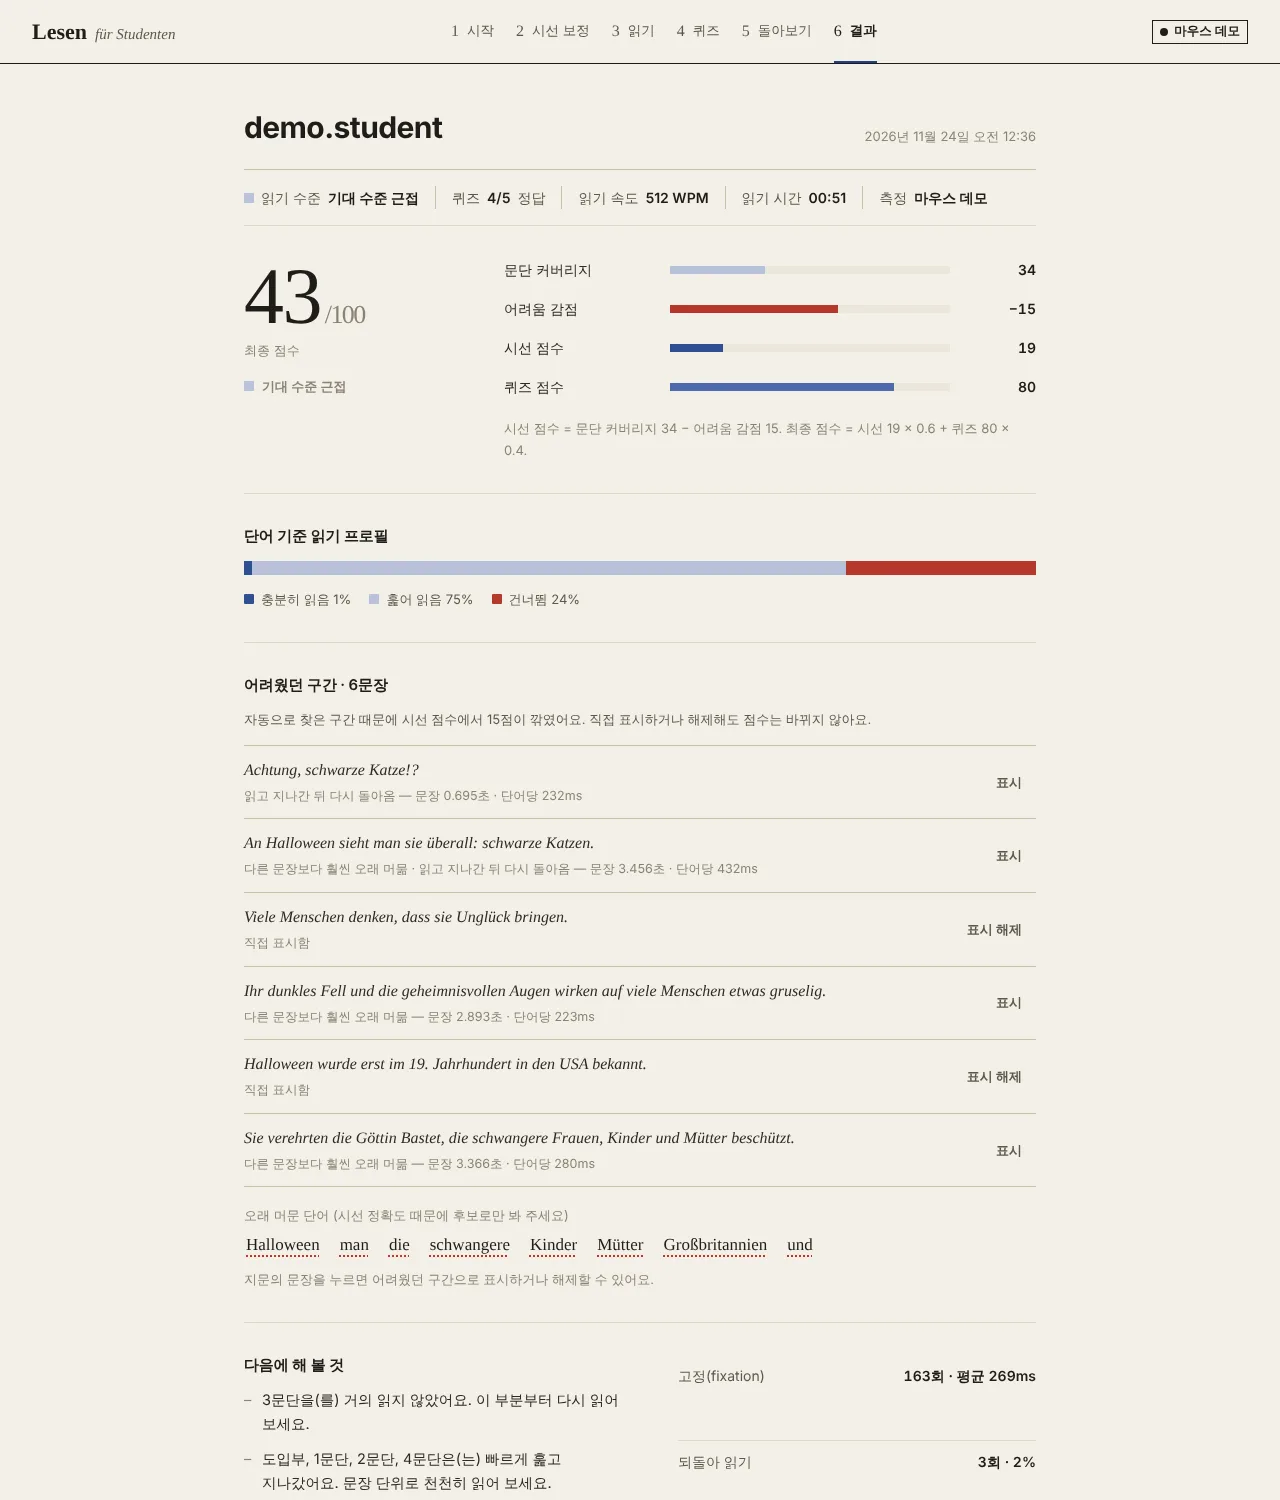 Lesen für Studenten
1 시작 2 시선 보정 3 읽기 4 퀴즈 5 돌아보기 6 결과
마우스 데모
demo.student
2026년 11월 24일 오전 12:36
읽기 수준 기대 수준 근접 퀴즈 4/5 정답 읽기 속도 512 WPM 읽기 시간 00:51 측정 마우스 데모
43 /100
최종 점수
기대 수준 근접
문단 커버리지 34
어려움 감점 −15
시선 점수 19
퀴즈 점수 80
시선 점수 = 문단 커버리지 34 − 어려움 감점 15. 최종 점수 = 시선 19 × 0.6 + 퀴즈 80 ×
0.4.
단어 기준 읽기 프로필
충분히 읽음 1% 훑어 읽음 75% 건너뜀 24%
어려웠던 구간 · 6문장
자동으로 찾은 구간 때문에 시선 점수에서 15점이 깎였어요. 직접 표시하거나 해제해도 점수는 바뀌지 않아요.
Achtung, schwarze Katze!?
읽고 지나간 뒤 다시 돌아옴 — 문장 0.695초 · 단어당 232ms
표시
An Halloween sieht man sie überall: schwarze Katzen.
다른 문장보다 훨씬 오래 머묾 · 읽고 지나간 뒤 다시 돌아옴 — 문장 3.456초 · 단어당 432ms
표시
Viele Menschen denken, dass sie Unglück bringen.
직접 표시함
표시 해제
Ihr dunkles Fell und die geheimnisvollen Augen wirken auf viele Menschen etwas gruselig.
다른 문장보다 훨씬 오래 머묾 — 문장 2.893초 · 단어당 223ms
표시
Halloween wurde erst im 19. Jahrhundert in den USA bekannt.
직접 표시함
표시 해제
Sie verehrten die Göttin Bastet, die schwangere Frauen, Kinder und Mütter beschützt.
다른 문장보다 훨씬 오래 머묾 — 문장 3.366초 · 단어당 280ms
표시
오래 머문 단어 (시선 정확도 때문에 후보로만 봐 주세요)
Halloween man die schwangere Kinder Mütter Großbritannien und
지문의 문장을 누르면 어려웠던 구간으로 표시하거나 해제할 수 있어요.
다음에 해 볼 것
– 3문단을(를) 거의 읽지 않았어요. 이 부분부터 다시 읽어
보세요.
– 도입부, 1문단, 2문단, 4문단은(는) 빠르게 훑고
지나갔어요. 문장 단위로 천천히 읽어 보세요.
고정(fixation) 163회 · 평균 269ms
되돌아 읽기 3회 · 2%